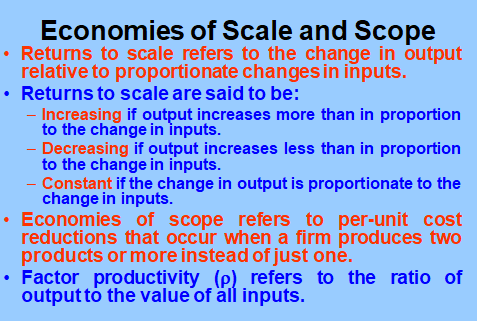 Economies of Scale and Scope
• Returns to scale refers to the change in output
relative to proportionate changes in inputs.
• Returns to scale are said to be:
– Increasing if output increases more than in proportion
to the change in inputs.
– Decreasing if output increases less than in proportion
to the change in inputs.
– Constant if the change in output is proportionate to the
change in inputs.
• Economies of scope refers to per-unit cost
reductions that occur when a firm produces two
products or more instead of just one.
• Factor productivity (ρ) refers to the ratio of
output to the value of all inputs.